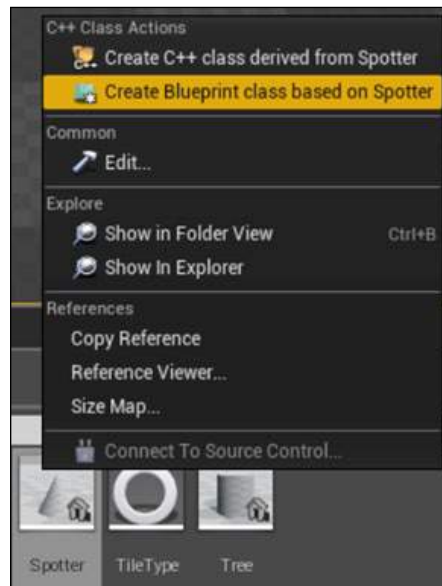 C++ Class Actions
Create C++ class derived from Spotter
Create Blueprint class based on Spotter
Common
Edit...
Explore
Show in Folder View Ctrl+B
Show In Explorer
References
Copy Reference
Reference Viewer...
Size Map...
Connect To Source Control...
Spotter TileType Tree